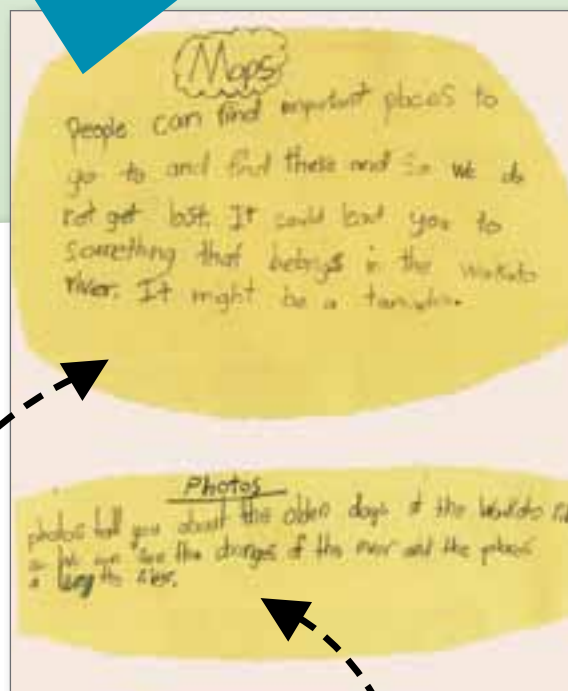 Maps
People can find important places to
go to and find these and so we do
not get lost. It could lead you to
something that belongs in the Waikato
river. It might be a
Photos
photos tell you about the olden days of the Waikato
so we can see the changes of the river and the places
the river.